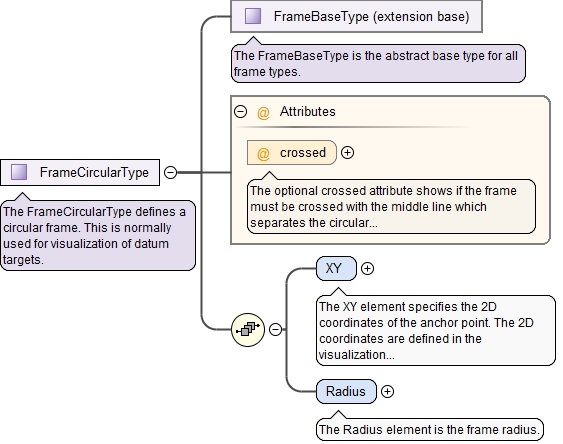 FrameBaseType (extension base)
The FrameBaseType is the abstract base type for all
frame types.
@ Attributes
@ crossed
The optional crossed attribute shows if the frame
must be crossed with the middle line which
separates the circular...
FrameCircularType
The FrameCircularType defines a
circular frame. This is normally
used for visualization of datum
targets.
XY
The XY element specifies the 2D
coordinates of the anchor point. The 2D
coordinates are defined in the
visualization...
Radius
The Radius element is the frame radius.